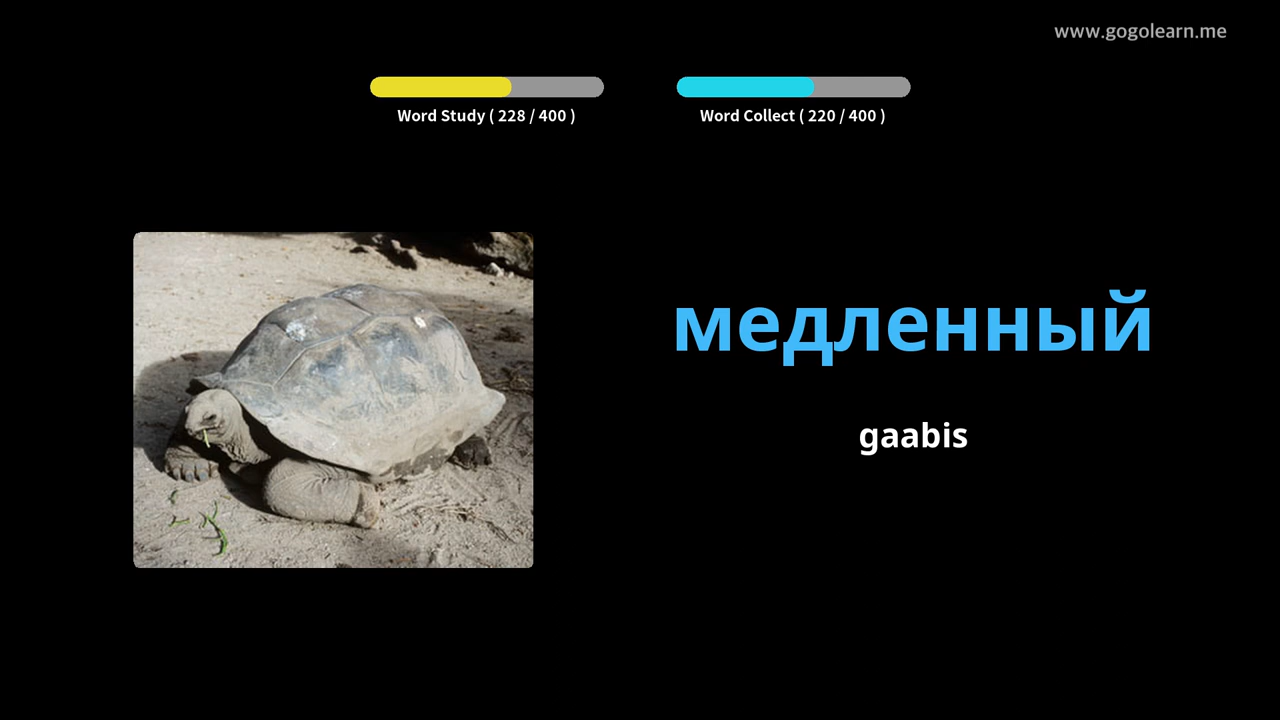 www.gogolearn.me
Word Study ( 228 / 400 )
Word Collect ( 220 / 400 )
медленный
gaabis